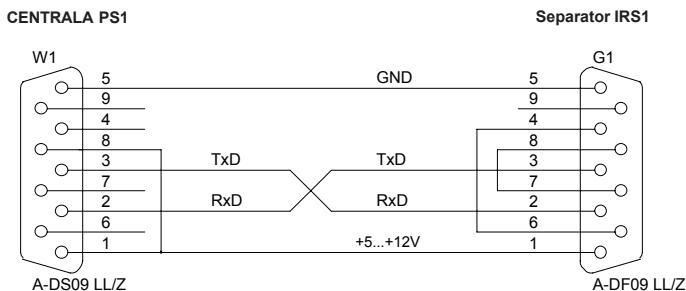 CENTRALA PS1 Separator IRS1
W1 G1
5 GND 5
9 9
4 4
8 8
3 TxD TxD 3
7 7
2 RxD RxD 2
6 6
1 +5...+12V 1
A-DS09 LL/Z A-DF09 LL/Z